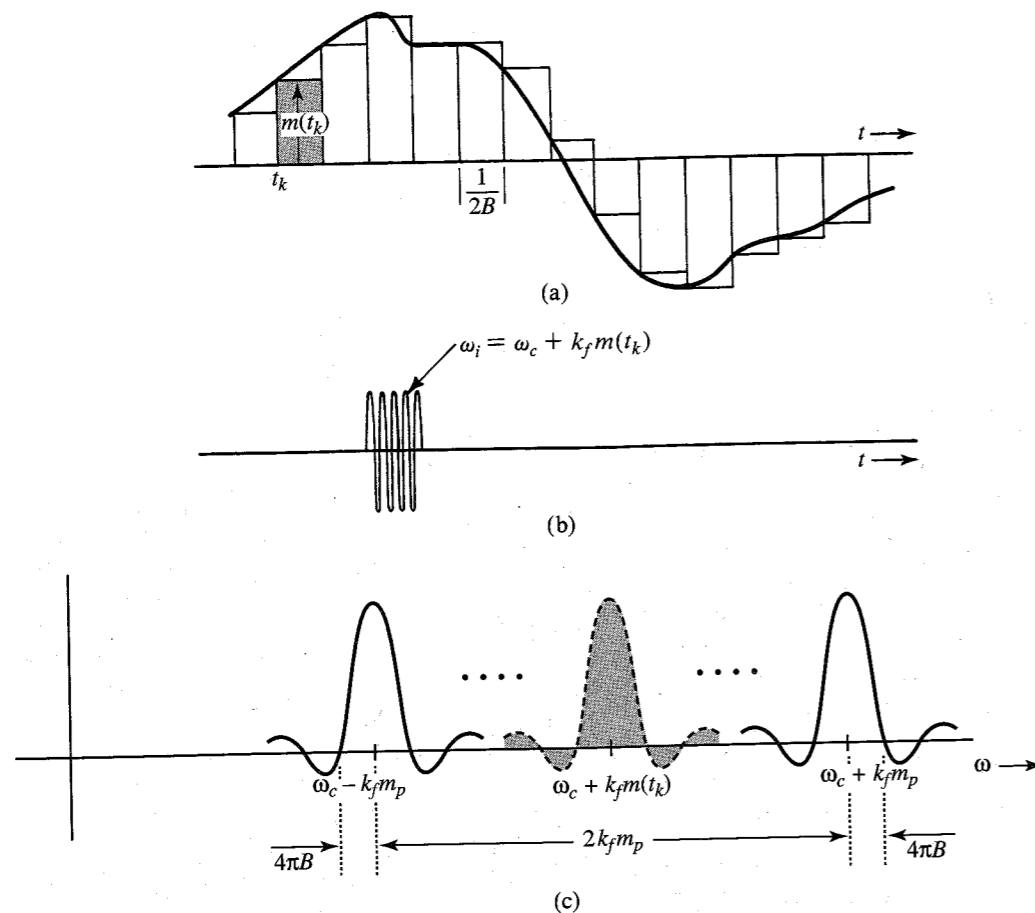 m(t_k)
t
t_k
1
2B
(a)
ω_i = ω_c + k_f m(t_k)
t
(b)
ω_c − k_f m_p
ω_c + k_f m(t_k)
ω_c + k_f m_p
ω
4πB
2k_f m_p
4πB
(c)